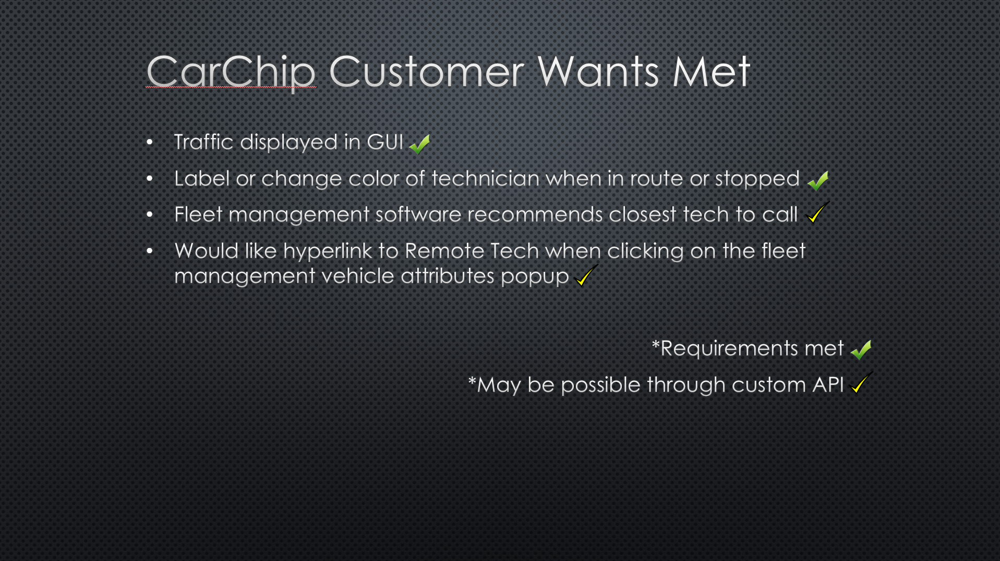 CarChip Customer Wants Met
• Traffic displayed in GUI
• Label or change color of technician when in route or stopped
• Fleet management software recommends closest tech to call
• Would like hyperlink to Remote Tech when clicking on the fleet
management vehicle attributes popup
*Requirements met
*May be possible through custom API